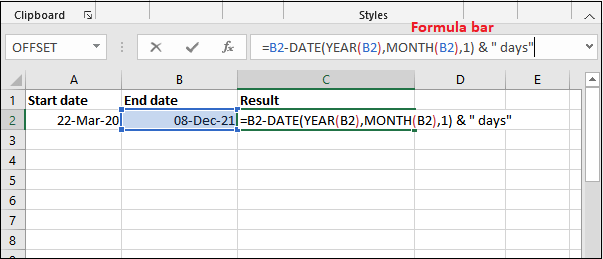 Clipboard Styles
Formula bar
OFFSET fx =B2-DATE(YEAR(B2),MONTH(B2),1) & " days"
A B C D E
1 Start date End date Result
2 22-Mar-20 08-Dec-21 =B2-DATE(YEAR(B2),MONTH(B2),1) & " days"
3
4
5
6
7
8
9